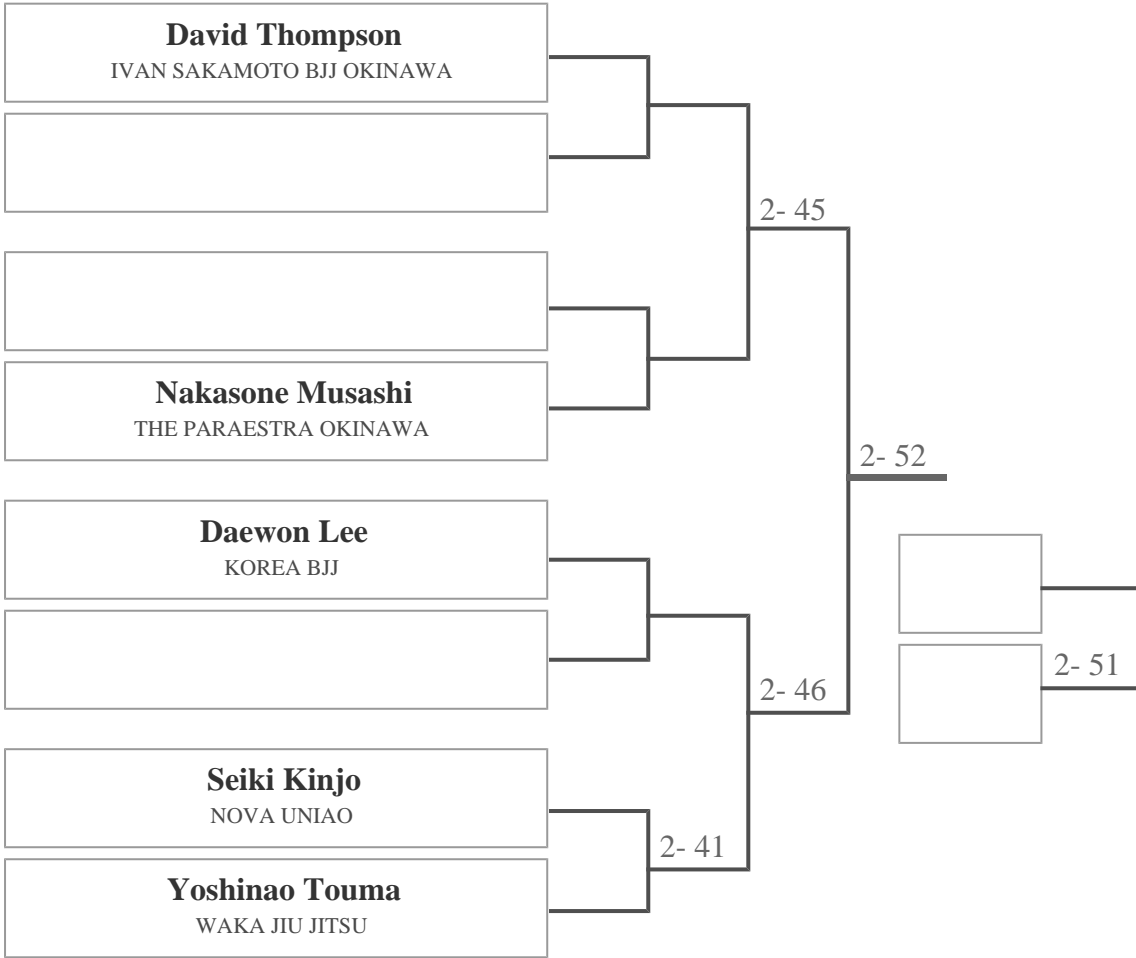 David Thompson
IVAN SAKAMOTO BJJ OKINAWA
2- 45
Nakasone Musashi
THE PARAESTRA OKINAWA
2- 52
Daewon Lee
KOREA BJJ
2- 51
2- 46
Seiki Kinjo
NOVA UNIAO
2- 41
Yoshinao Touma
WAKA JIU JITSU